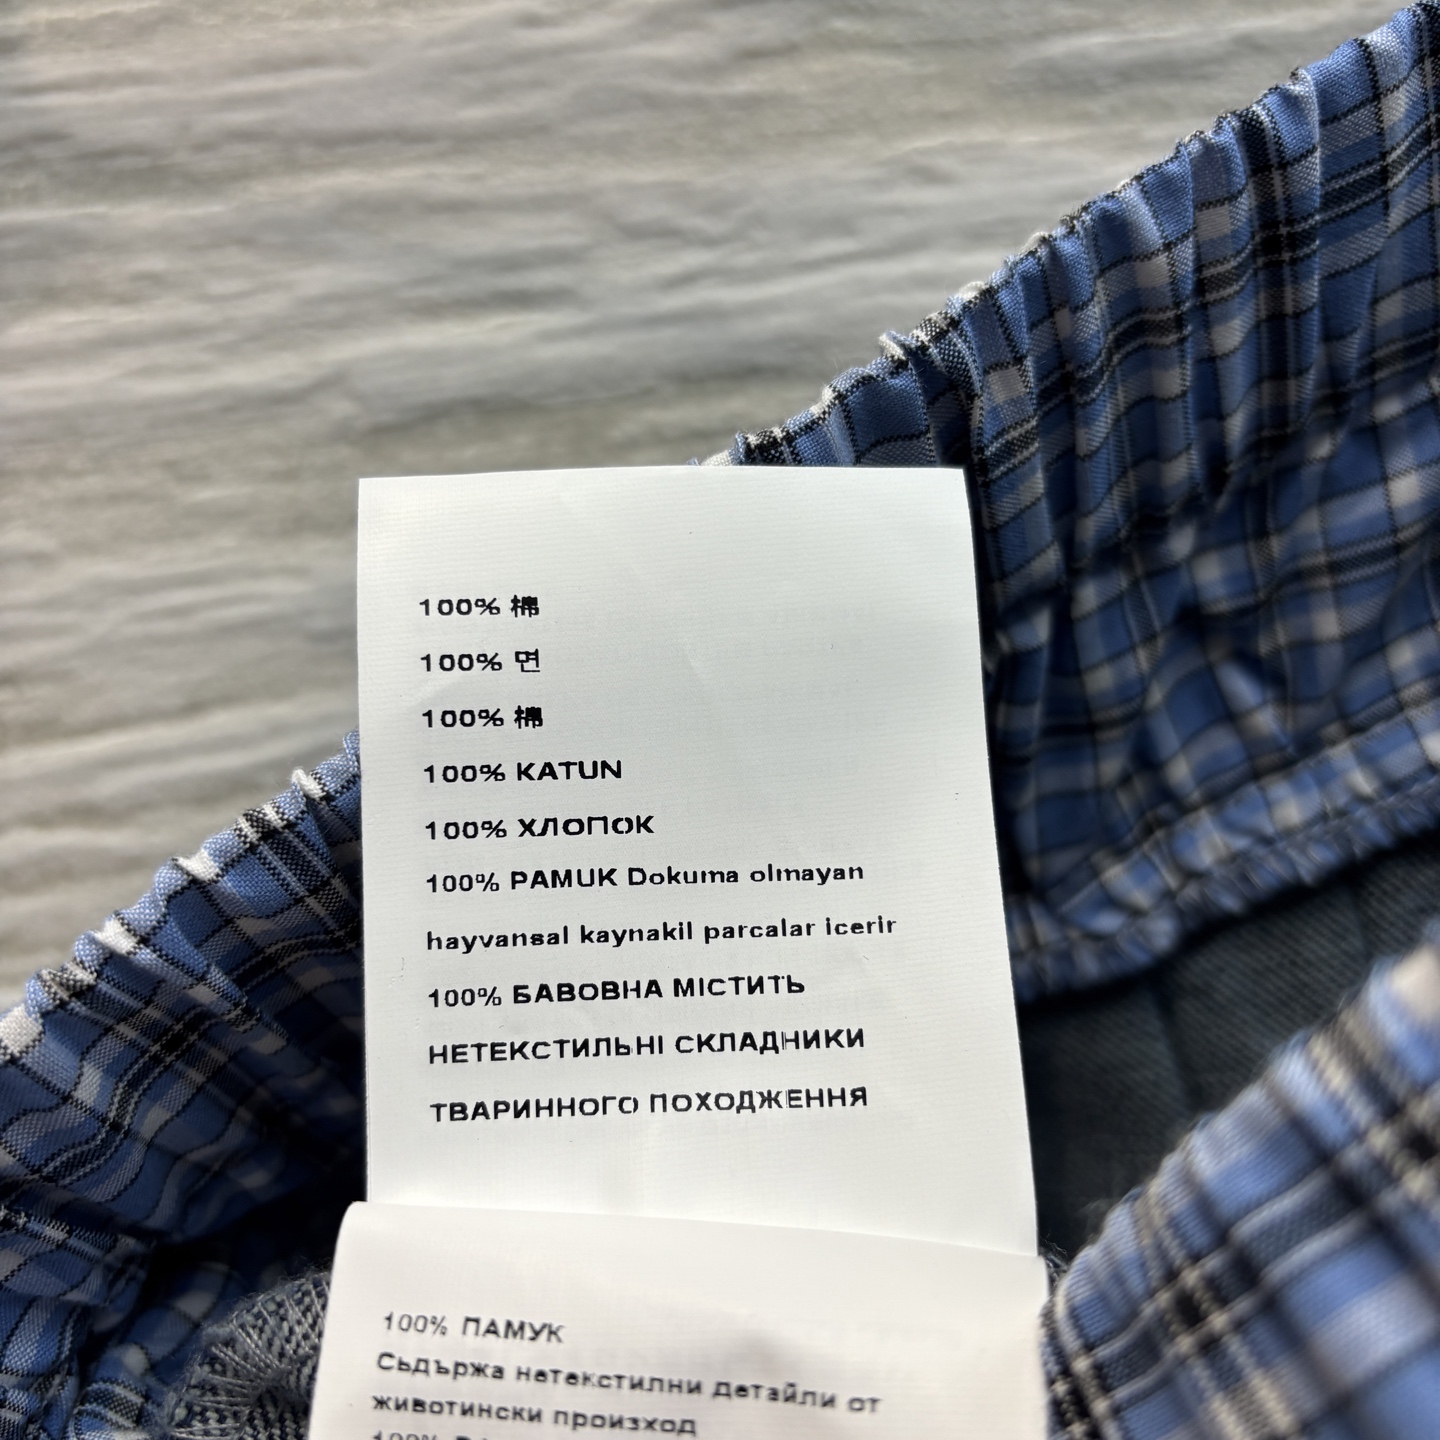 100% 棉
100% 면
100% 棉
100% KATUN
100% ХЛОПОК
100% PAMUK Dokuma olmayan
hayvansal kaynakil parcalar icerir
100% БАВОВНА МІСТИТЬ
НЕТЕКСТИЛЬНІ СКЛАДНИКИ
ТВАРИННОГО ПОХОДЖЕННЯ
100% ПАМУК
Съдържа нетекстилни детайли от
животински произход
100%